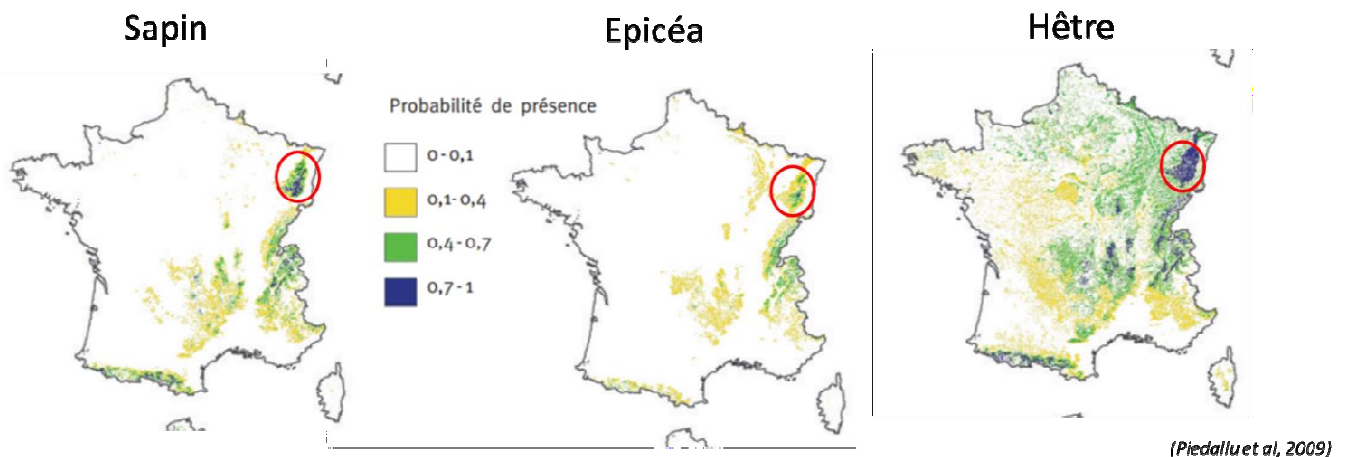 Sapin
Epicéa
Hêtre
Probabilité de présence
0-0,1
0,1-0,4
0,4-0,7
0,7-1
(Piedallu et al, 2009)